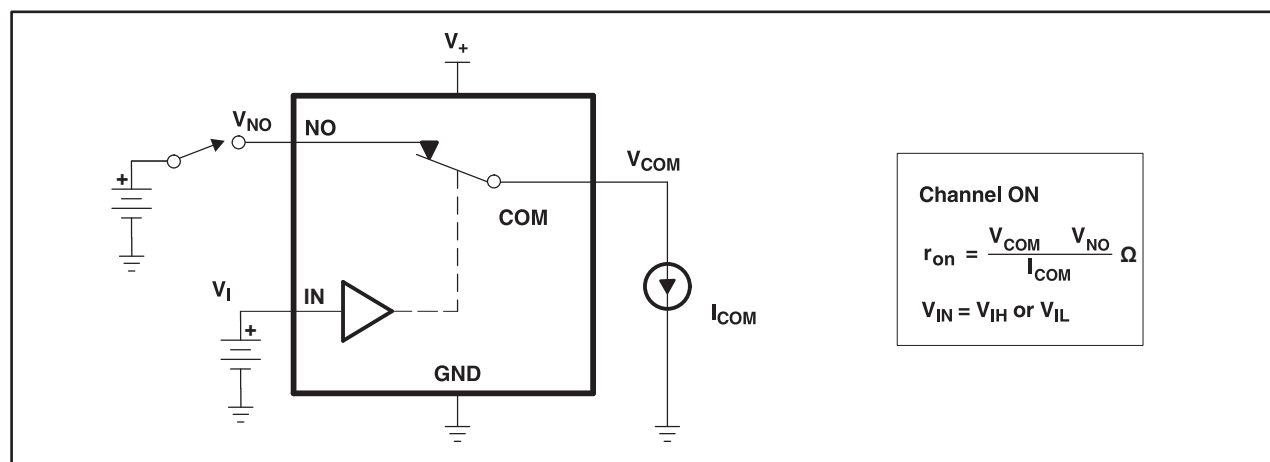 V+
VNO
NO
VCOM
COM
+
VI
IN
+
ICOM
GND
Channel ON
ron = VCOM VNO / ICOM Ω
VIN = VIH or VIL